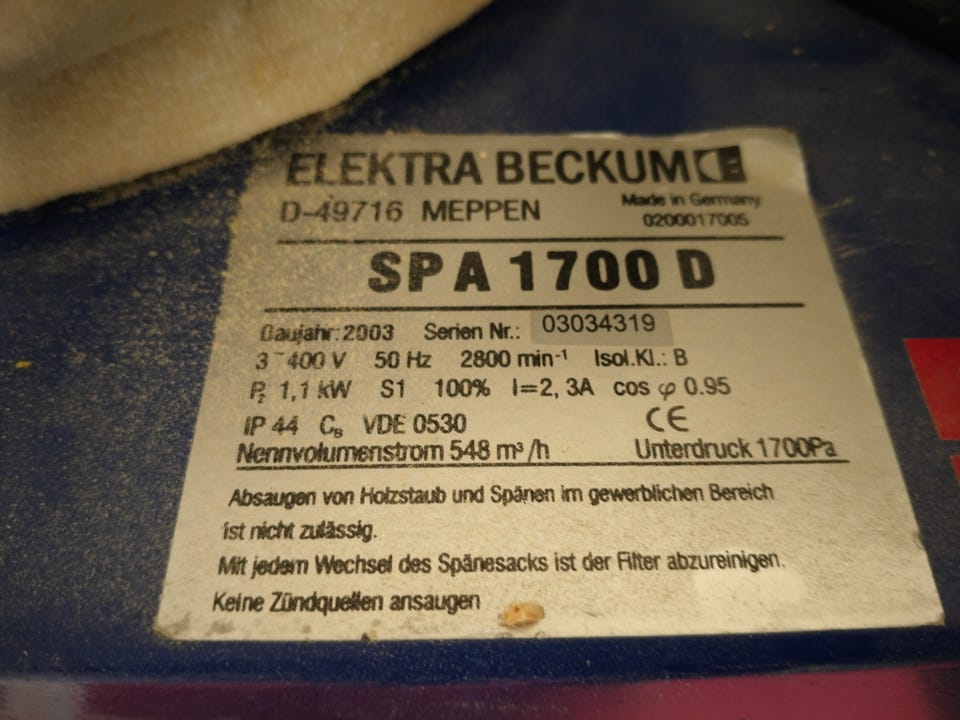 ELEKTRA BECKUM
D-49716 MEPPEN
Made in Germany
0200017005
SPA 1700 D
Baujahr: 2003 Serien Nr.: 03034319
3~400 V 50 Hz 2800 min⁻¹ Isol.Kl.: B
P₂ 1,1 kW S1 100% I=2, 3A cos φ 0.95
IP 44 C_B VDE 0530 CE
Nennvolumenstrom 548 m³/h Unterdruck 1700Pa
Absaugen von Holzstaub und Spänen im gewerblichen Bereich
ist nicht zulässig.
Mit jedem Wechsel des Spänesacks ist der Filter abzureinigen.
Keine Zündquellen ansaugen